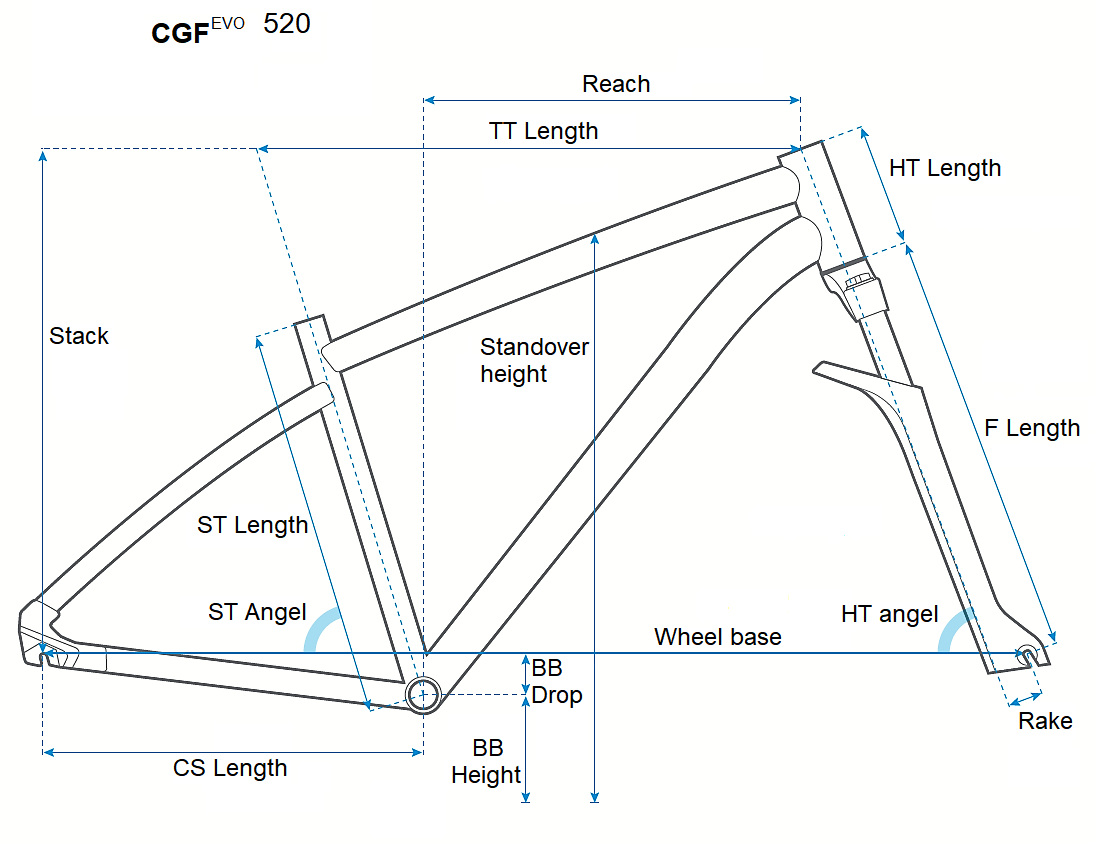 CGF EVO 520
Reach
TT Length
HT Length
Stack
Standover
height
F Length
ST Length
ST Angel
HT angel
Wheel base
BB
Drop
Rake
BB
Height
CS Length